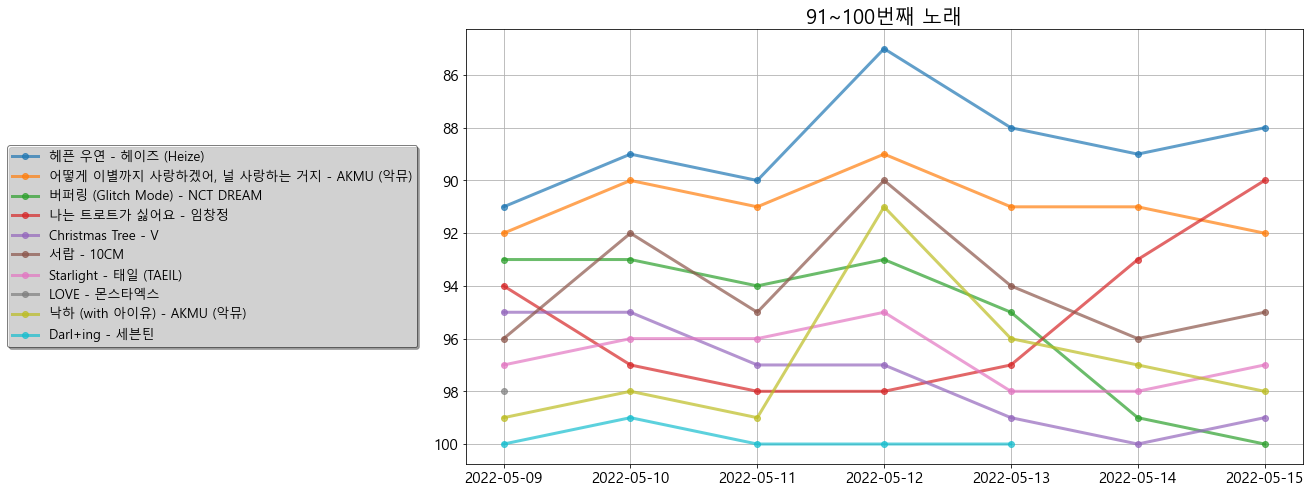 91~100번째 노래
헤픈 우연 - 헤이즈 (Heize)
어떻게 이별까지 사랑하겠어, 널 사랑하는 거지 - AKMU (악뮤)
버퍼링 (Glitch Mode) - NCT DREAM
나는 트로트가 싫어요 - 임창정
Christmas Tree - V
서랍 - 10CM
Starlight - 태일 (TAEIL)
LOVE - 몬스타엑스
낙하 (with 아이유) - AKMU (악뮤)
Darl+ing - 세븐틴
86
88
90
92
94
96
98
100
2022-05-09 2022-05-10 2022-05-11 2022-05-12 2022-05-13 2022-05-14 2022-05-15